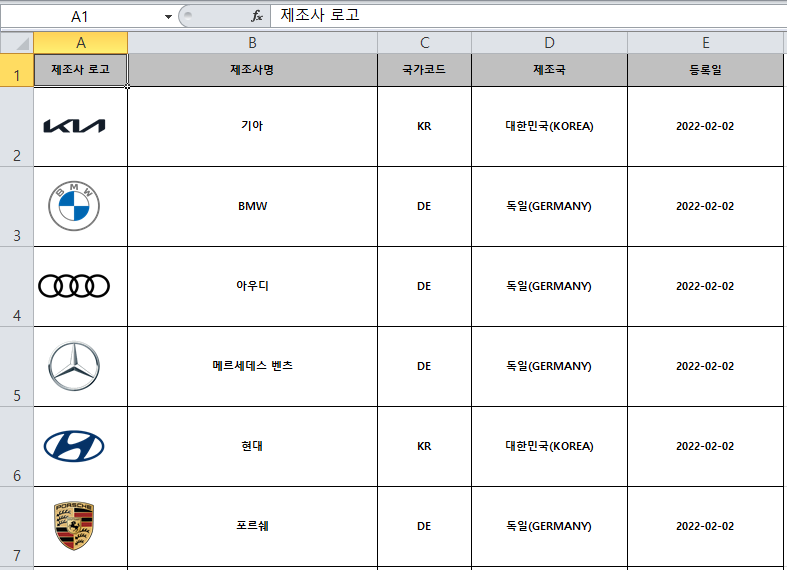 A1 fx 제조사 로고
A B C D E
1 제조사 로고 제조사명 국가코드 제조국 등록일
2 KIA 기아 KR 대한민국(KOREA) 2022-02-02
3 BMW BMW DE 독일(GERMANY) 2022-02-02
4 아우디 DE 독일(GERMANY) 2022-02-02
5 메르세데스 벤츠 DE 독일(GERMANY) 2022-02-02
6 현대 KR 대한민국(KOREA) 2022-02-02
7 PORSCHE 포르쉐 DE 독일(GERMANY) 2022-02-02